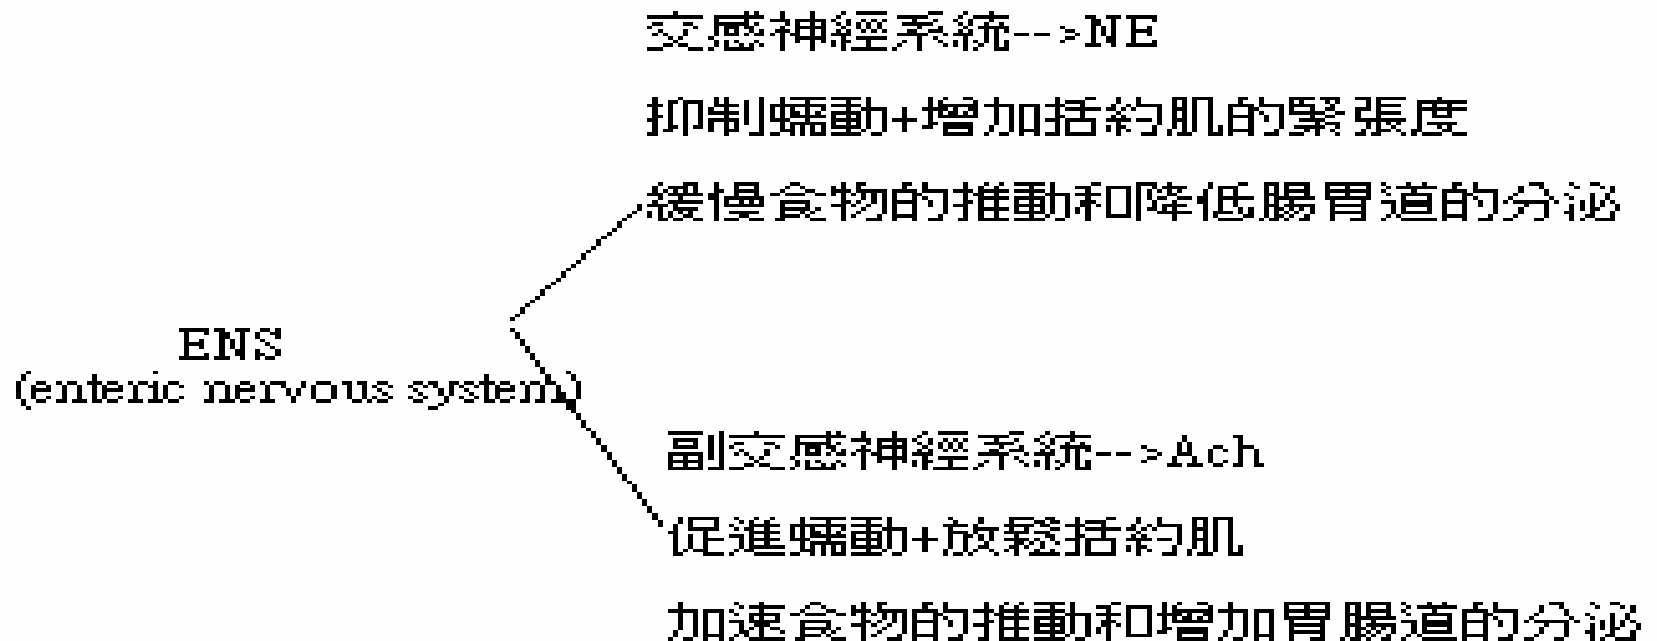 交感神經系統-->NE
抑制蠕動+增加括約肌的緊張度
緩慢食物的推動和降低腸胃道的分泌
ENS
(enteric nervous system)
副交感神經系統-->Ach
促進蠕動+放鬆括約肌
加速食物的推動和增加胃腸道的分泌